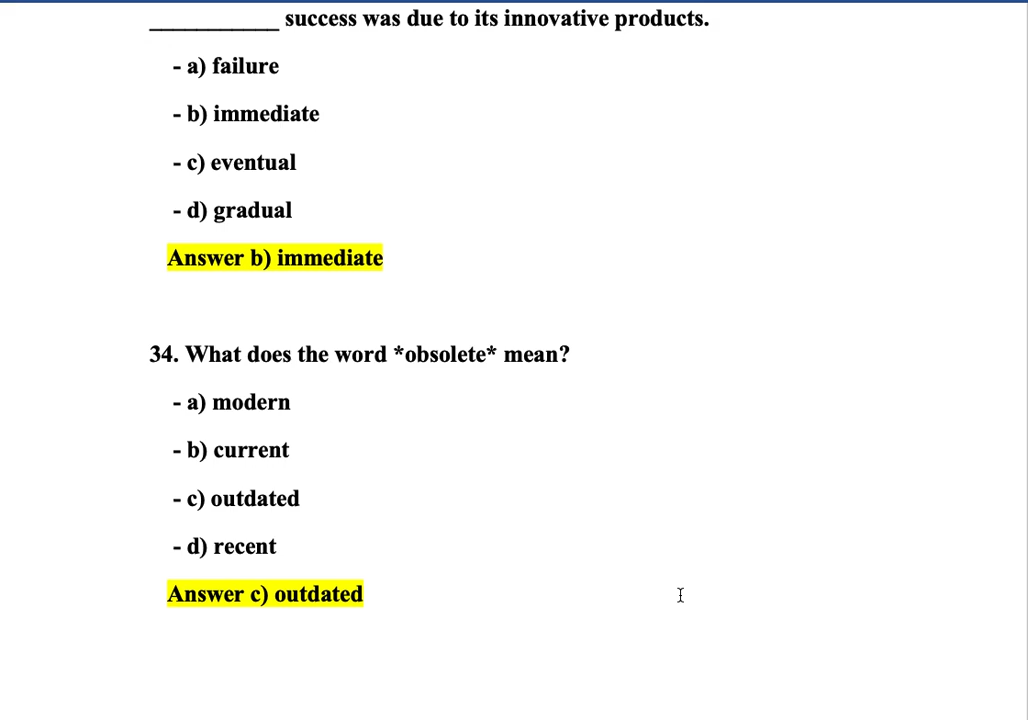 ___________ success was due to its innovative products.
- a) failure
- b) immediate
- c) eventual
- d) gradual
Answer b) immediate
34. What does the word *obsolete* mean?
- a) modern
- b) current
- c) outdated
- d) recent
Answer c) outdated